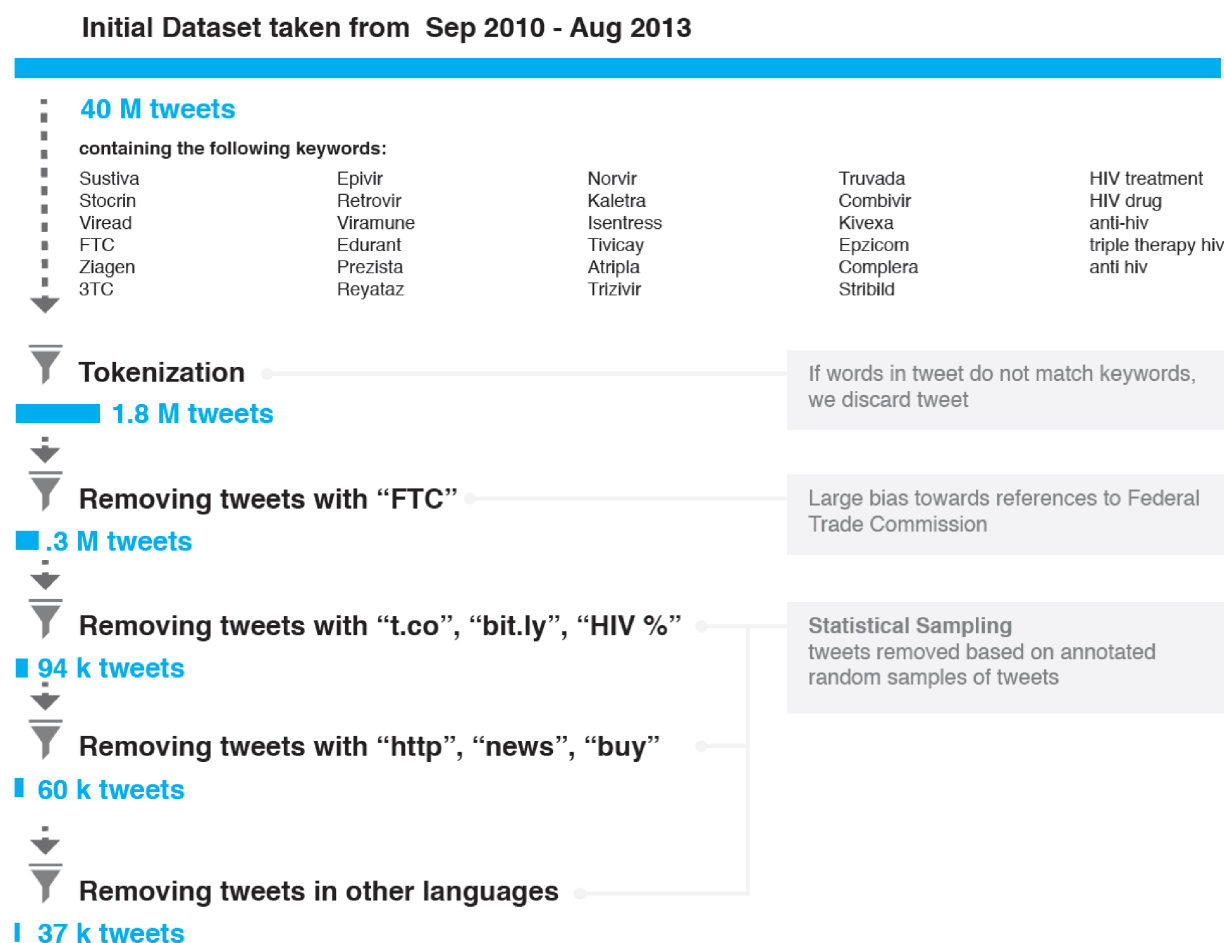 Initial Dataset taken from Sep 2010 - Aug 2013
40 M tweets
containing the following keywords:
Sustiva Epivir Norvir Truvada HIV treatment
Stocrin Retrovir Kaletra Combivir HIV drug
Viread Viramune Isentress Kivexa anti-hiv
FTC Edurant Tivicay Epzicom triple therapy hiv
Ziagen Prezista Atripla Complera anti hiv
3TC Reyataz Trizivir Stribild
Tokenization
If words in tweet do not match keywords,
we discard tweet
1.8 M tweets
Removing tweets with “FTC”
Large bias towards references to Federal
Trade Commission
.3 M tweets
Removing tweets with “t.co”, “bit.ly”, “HIV %”
Statistical Sampling
tweets removed based on annotated
random samples of tweets
94 k tweets
Removing tweets with “http”, “news”, “buy”
60 k tweets
Removing tweets in other languages
37 k tweets